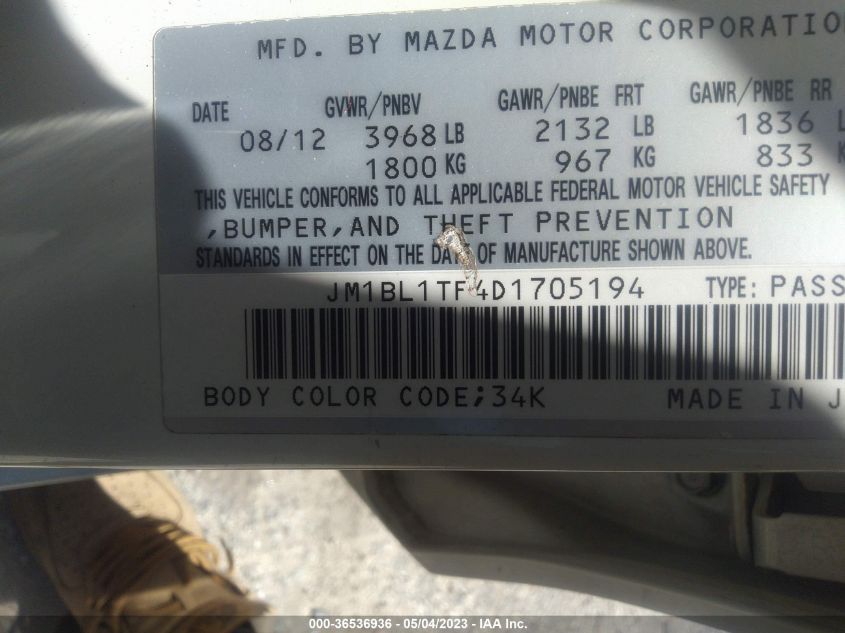 MFD. BY MAZDA MOTOR CORPORATIO
DATE GVWR/PNBV GAWR/PNBE FRT GAWR/PNBE RR
08/12 3968 LB 2132 LB 1836 L
1800 KG 967 KG 833 K
THIS VEHICLE CONFORMS TO ALL APPLICABLE FEDERAL MOTOR VEHICLE SAFETY
,BUMPER,AND THEFT PREVENTION
STANDARDS IN EFFECT ON THE DATE OF MANUFACTURE SHOWN ABOVE.
JM1BL1TF4D1705194 TYPE: PASS
BODY COLOR CODE;34K MADE IN J
000-36536936 - 05/04/2023 - IAA Inc.